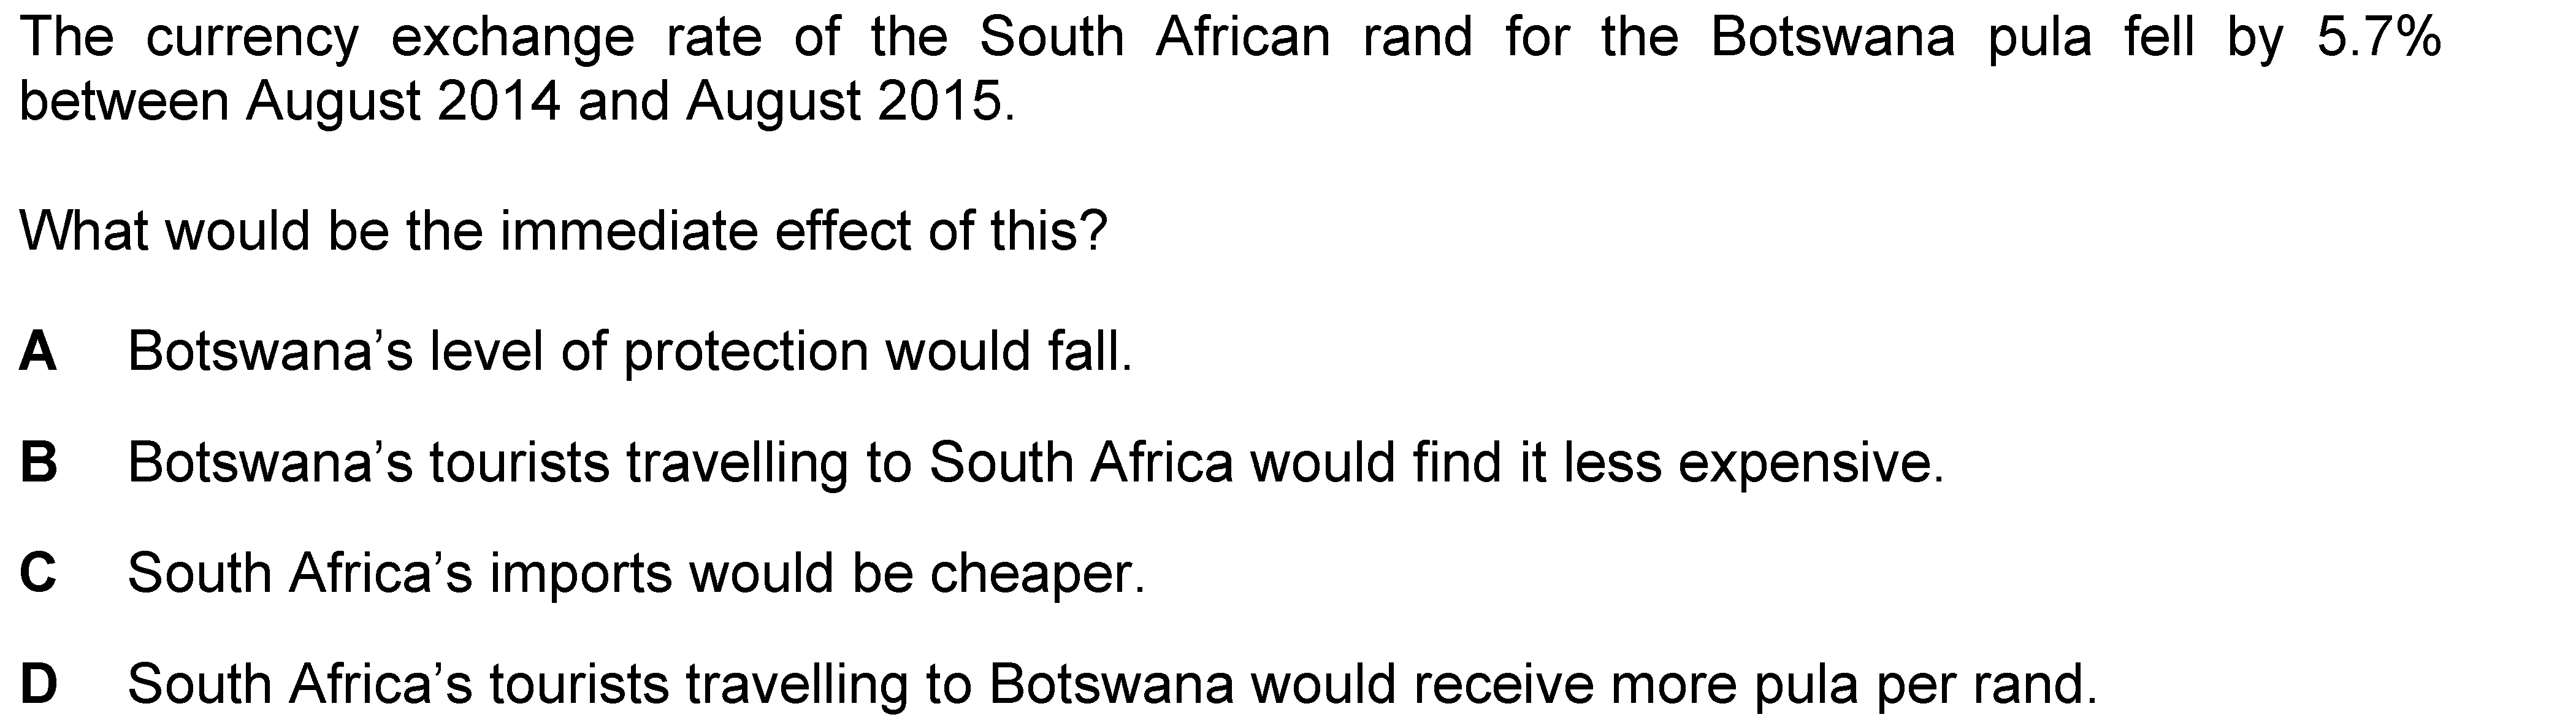 The currency exchange rate of the South African rand for the Botswana pula fell by 5.7%
between August 2014 and August 2015.
What would be the immediate effect of this?
A Botswana’s level of protection would fall.
B Botswana’s tourists travelling to South Africa would find it less expensive.
C South Africa’s imports would be cheaper.
D South Africa’s tourists travelling to Botswana would receive more pula per rand.